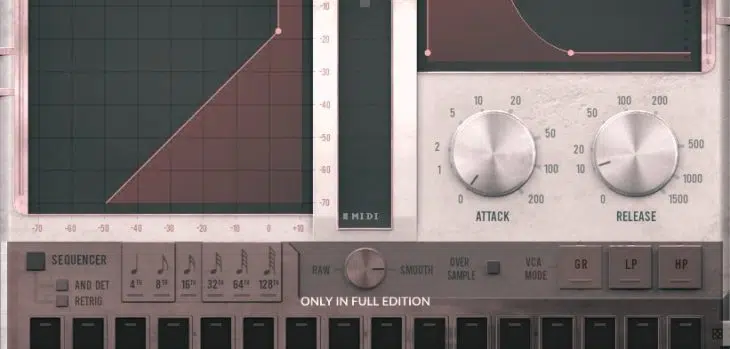 -10
-20
-30
-40
-50
-60
-70
-70 -60 -50 -40 -30 -20 -10 0 +10
MIDI
0 1 2 5 10 20 50 100 200
ATTACK
0 10 20 50 100 200 500 1000 1500
RELEASE
SEQUENCER
AND DET
RETRIG
4TH 8TH 16TH 32TH 64TH 128TH
RAW SMOOTH
OVER
SAMPLE
VCA
MODE
GR LP HP
ONLY IN FULL EDITION